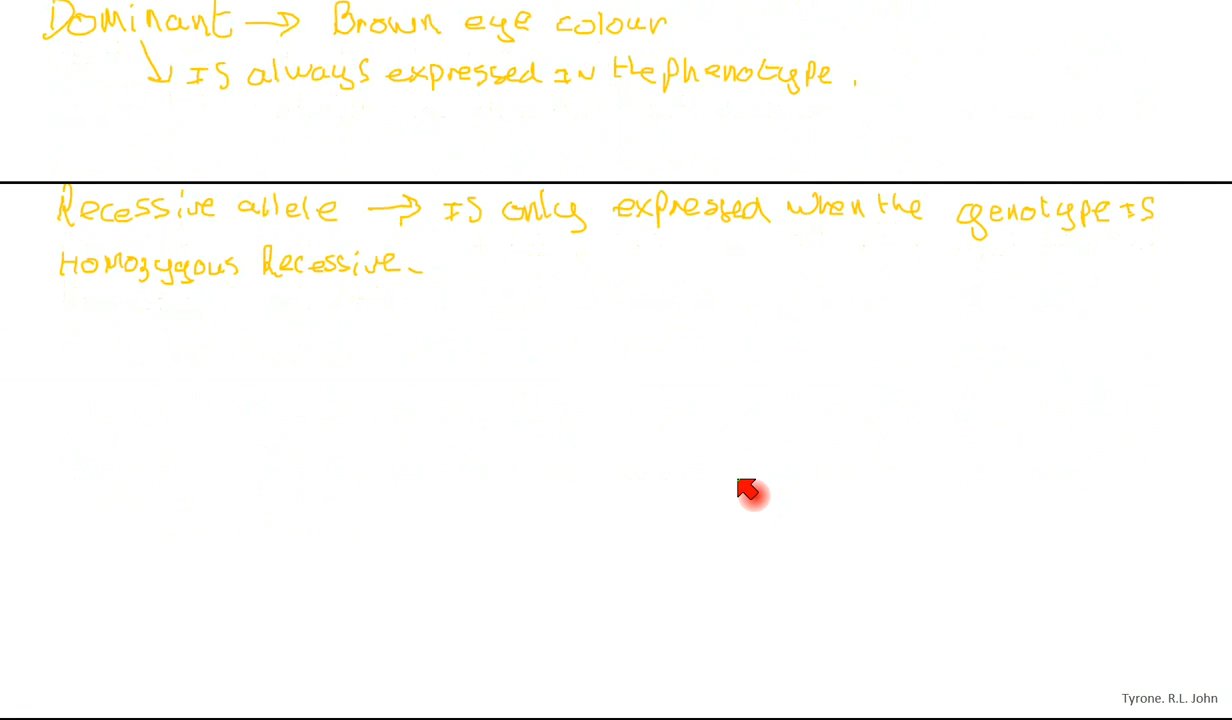 Dominant → Brown eye colour
↳ Is always expressed in the phenotype.
Recessive allele → Is only expressed when the genotype is
Homozygous Recessive.
Tyrone. R.L. John